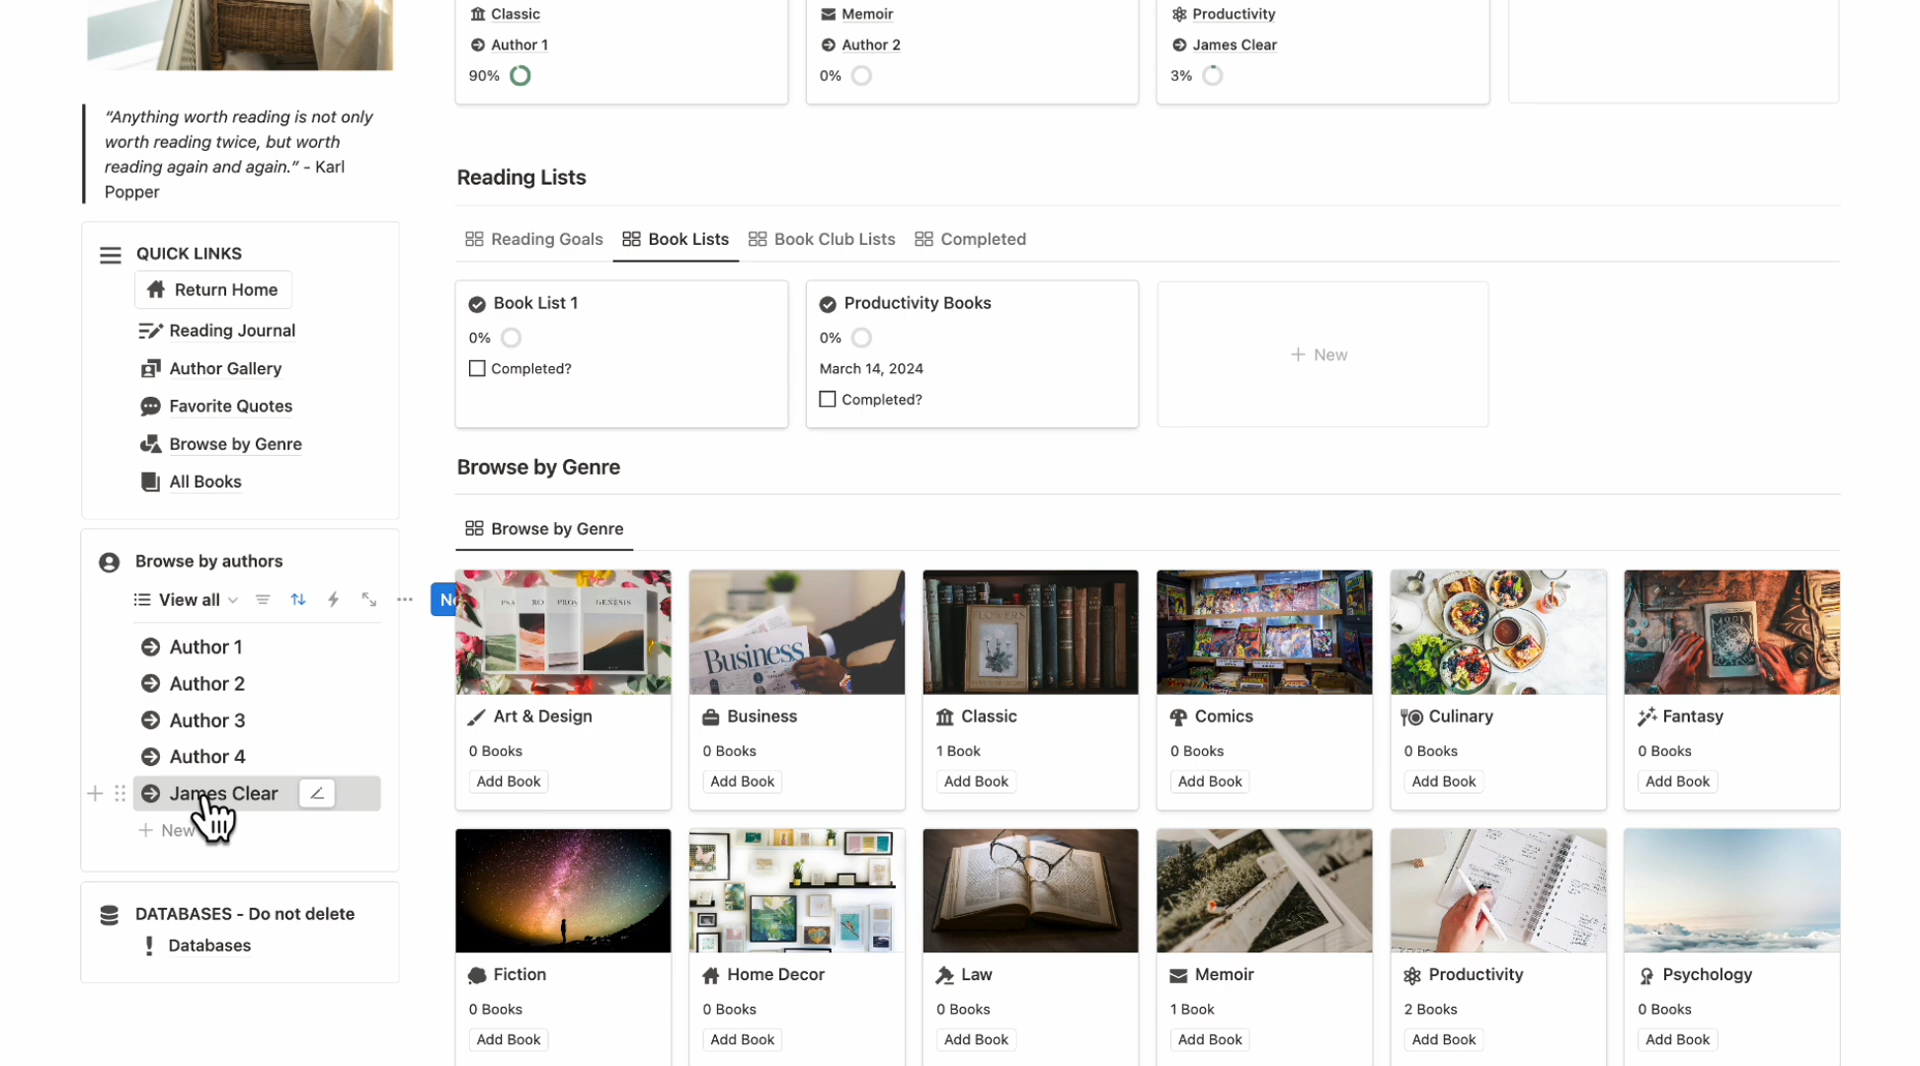 Classic
Author 1
90%
Memoir
Author 2
0%
Productivity
James Clear
3%
“Anything worth reading is not only
worth reading twice, but worth
reading again and again.” - Karl
Popper
QUICK LINKS
Return Home
Reading Journal
Author Gallery
Favorite Quotes
Browse by Genre
All Books
Browse by authors
View all
Author 1
Author 2
Author 3
Author 4
James Clear
New
DATABASES - Do not delete
Databases
Reading Lists
Reading Goals
Book Lists
Book Club Lists
Completed
Book List 1
0%
Completed?
Productivity Books
0%
March 14, 2024
Completed?
New
Browse by Genre
Browse by Genre
GENESIS
Art & Design
0 Books
Add Book
Business
Business
0 Books
Add Book
FLOWERS
Classic
1 Book
Add Book
Comics
0 Books
Add Book
Culinary
0 Books
Add Book
Fantasy
0 Books
Add Book
Fiction
0 Books
Add Book
Home Decor
0 Books
Add Book
Law
0 Books
Add Book
Memoir
1 Book
Add Book
Productivity
2 Books
Add Book
Psychology
0 Books
Add Book